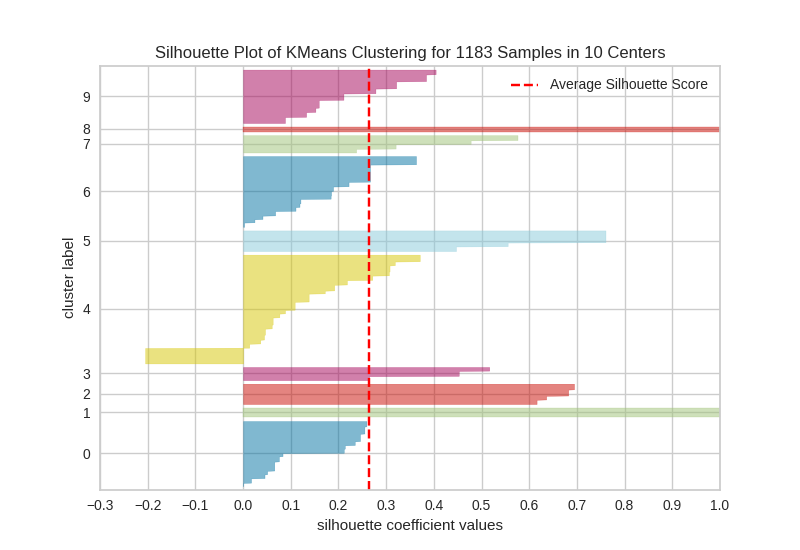 Silhouette Plot of KMeans Clustering for 1183 Samples in 10 Centers
Average Silhouette Score
9
8
7
6
5
4
3
2
1
0
cluster label
−0.3 −0.2 −0.1 0.0 0.1 0.2 0.3 0.4 0.5 0.6 0.7 0.8 0.9 1.0
silhouette coefficient values